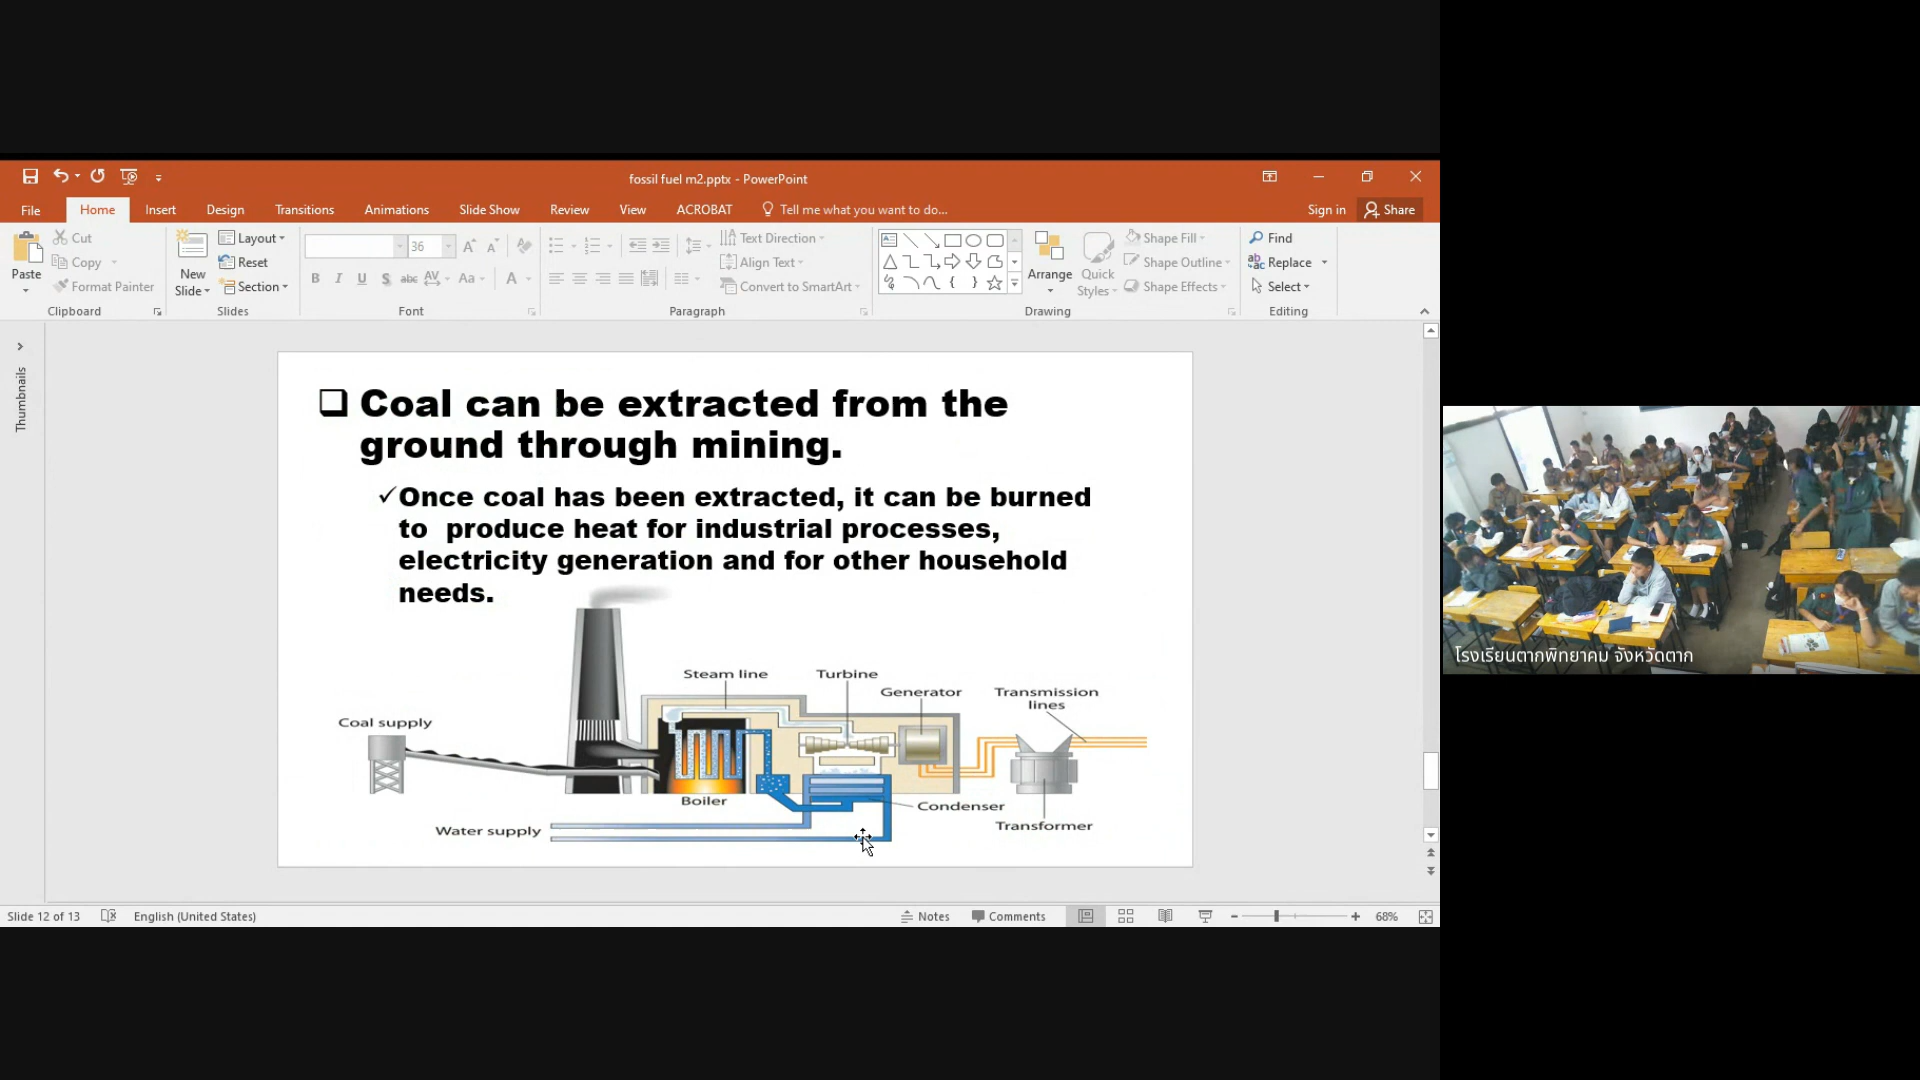 fossil fuel m2.pptx - PowerPoint
File Home Insert Design Transitions Animations Slide Show Review View ACROBAT Tell me what you want to do... Sign in Share
Paste
Cut
Copy
Format Painter
Clipboard
New Slide
Layout
Reset
Section
Slides
36
B I U S abc AV Aa A
Font
Text Direction
Align Text
Convert to SmartArt
Paragraph
Arrange
Quick Styles
Shape Fill
Shape Outline
Shape Effects
Drawing
Find
Replace
Select
Editing
Thumbnails
Coal can be extracted from the
ground through mining.
✓Once coal has been extracted, it can be burned
to produce heat for industrial processes,
electricity generation and for other household
needs.
Steam line
Turbine
Generator
Transmission
lines
Coal supply
Boiler
Condenser
Water supply
Transformer
Slide 12 of 13 English (United States) Notes Comments 68%
โรงเรียนตากพิทยาคม จังหวัดตาก